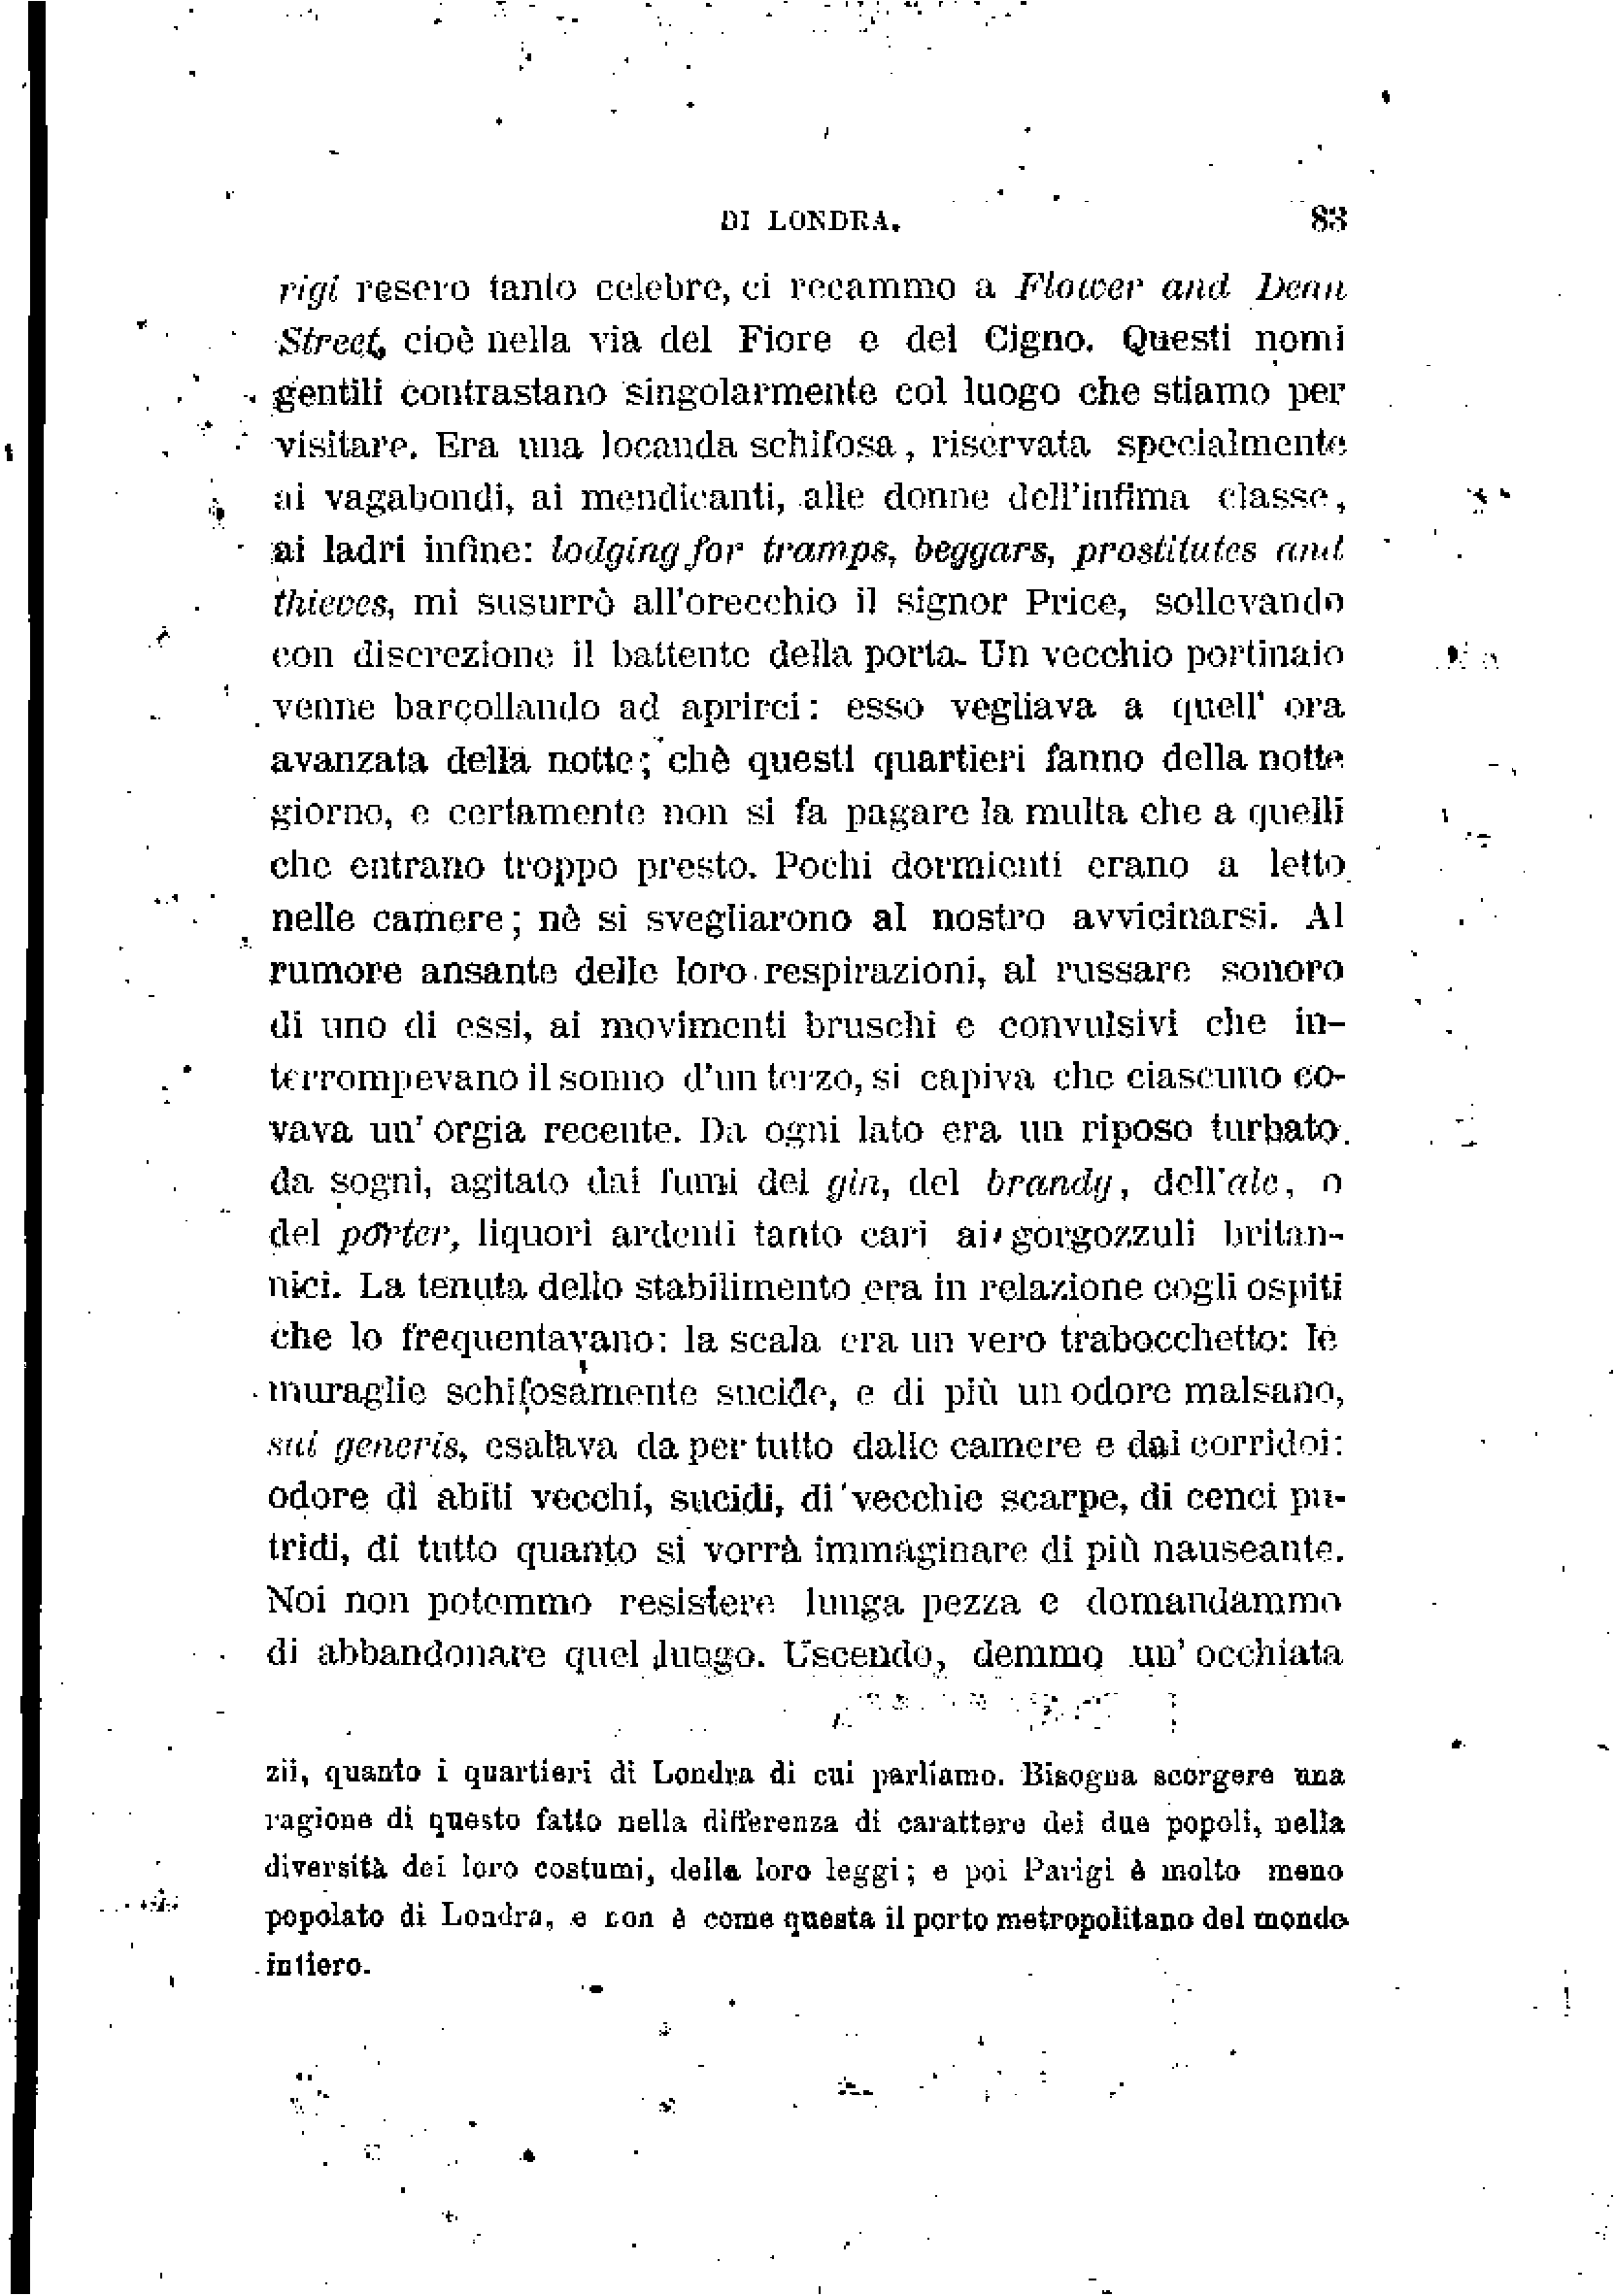 DI LONDRA. 83
rigi resero tanto celebre, ci recammo a Flower and Dean
Street, cioè nella via del Fiore e del Cigno. Questi nomi
gentili contrastano singolarmente col luogo che stiamo per
visitare. Era una locanda schifosa, riservata specialmente
ai vagabondi, ai mendicanti, alle donne dell'infima classe,
ai ladri infine: lodging for tramps, beggars, prostitutes and
thieves, mi susurrò all'orecchio il signor Price, sollevando
con discrezione il battente della porta. Un vecchio portinaio
venne barcollando ad aprirci: esso vegliava a quell' ora
avanzata della notte; chè questi quartieri fanno della notte
giorno, e certamente non si fa pagare la multa che a quelli
che entrano troppo presto. Pochi dormienti erano a letto
nelle camere; nè si svegliarono al nostro avvicinarsi. Al
rumore ansante delle loro respirazioni, al russare sonoro
di uno di essi, ai movimenti bruschi e convulsivi che in-
terrompevano il sonno d'un terzo, si capiva che ciascuno co-
vava un' orgia recente. Da ogni lato era un riposo turbato
da sogni, agitato dai fumi del gin, del brandy, dell'ale, o
del porter, liquori ardenti tanto cari ai gorgozzuli britan-
nici. La tenuta dello stabilimento era in relazione cogli ospiti
che lo frequentavano: la scala era un vero trabocchetto: le
muraglie schifosamente sucide, e di più un odore malsano,
sui generis, esalava da per tutto dalle camere e dai corridoi:
odore di abiti vecchi, sucidi, di vecchie scarpe, di cenci pu-
tridi, di tutto quanto si vorrà immaginare di più nauseante.
Noi non potemmo resistere lunga pezza e domandammo
di abbandonare quel luogo. Uscendo, demmo un' occhiata
zii, quanto i quartieri di Londra di cui parliamo. Bisogna scorgere una
ragione di questo fatto nella differenza di carattere dei due popoli, nella
diversità dei loro costumi, delle loro leggi; e poi Parigi è molto meno
popolato di Londra, e non è come questa il porto metropolitano del mondo
intiero.